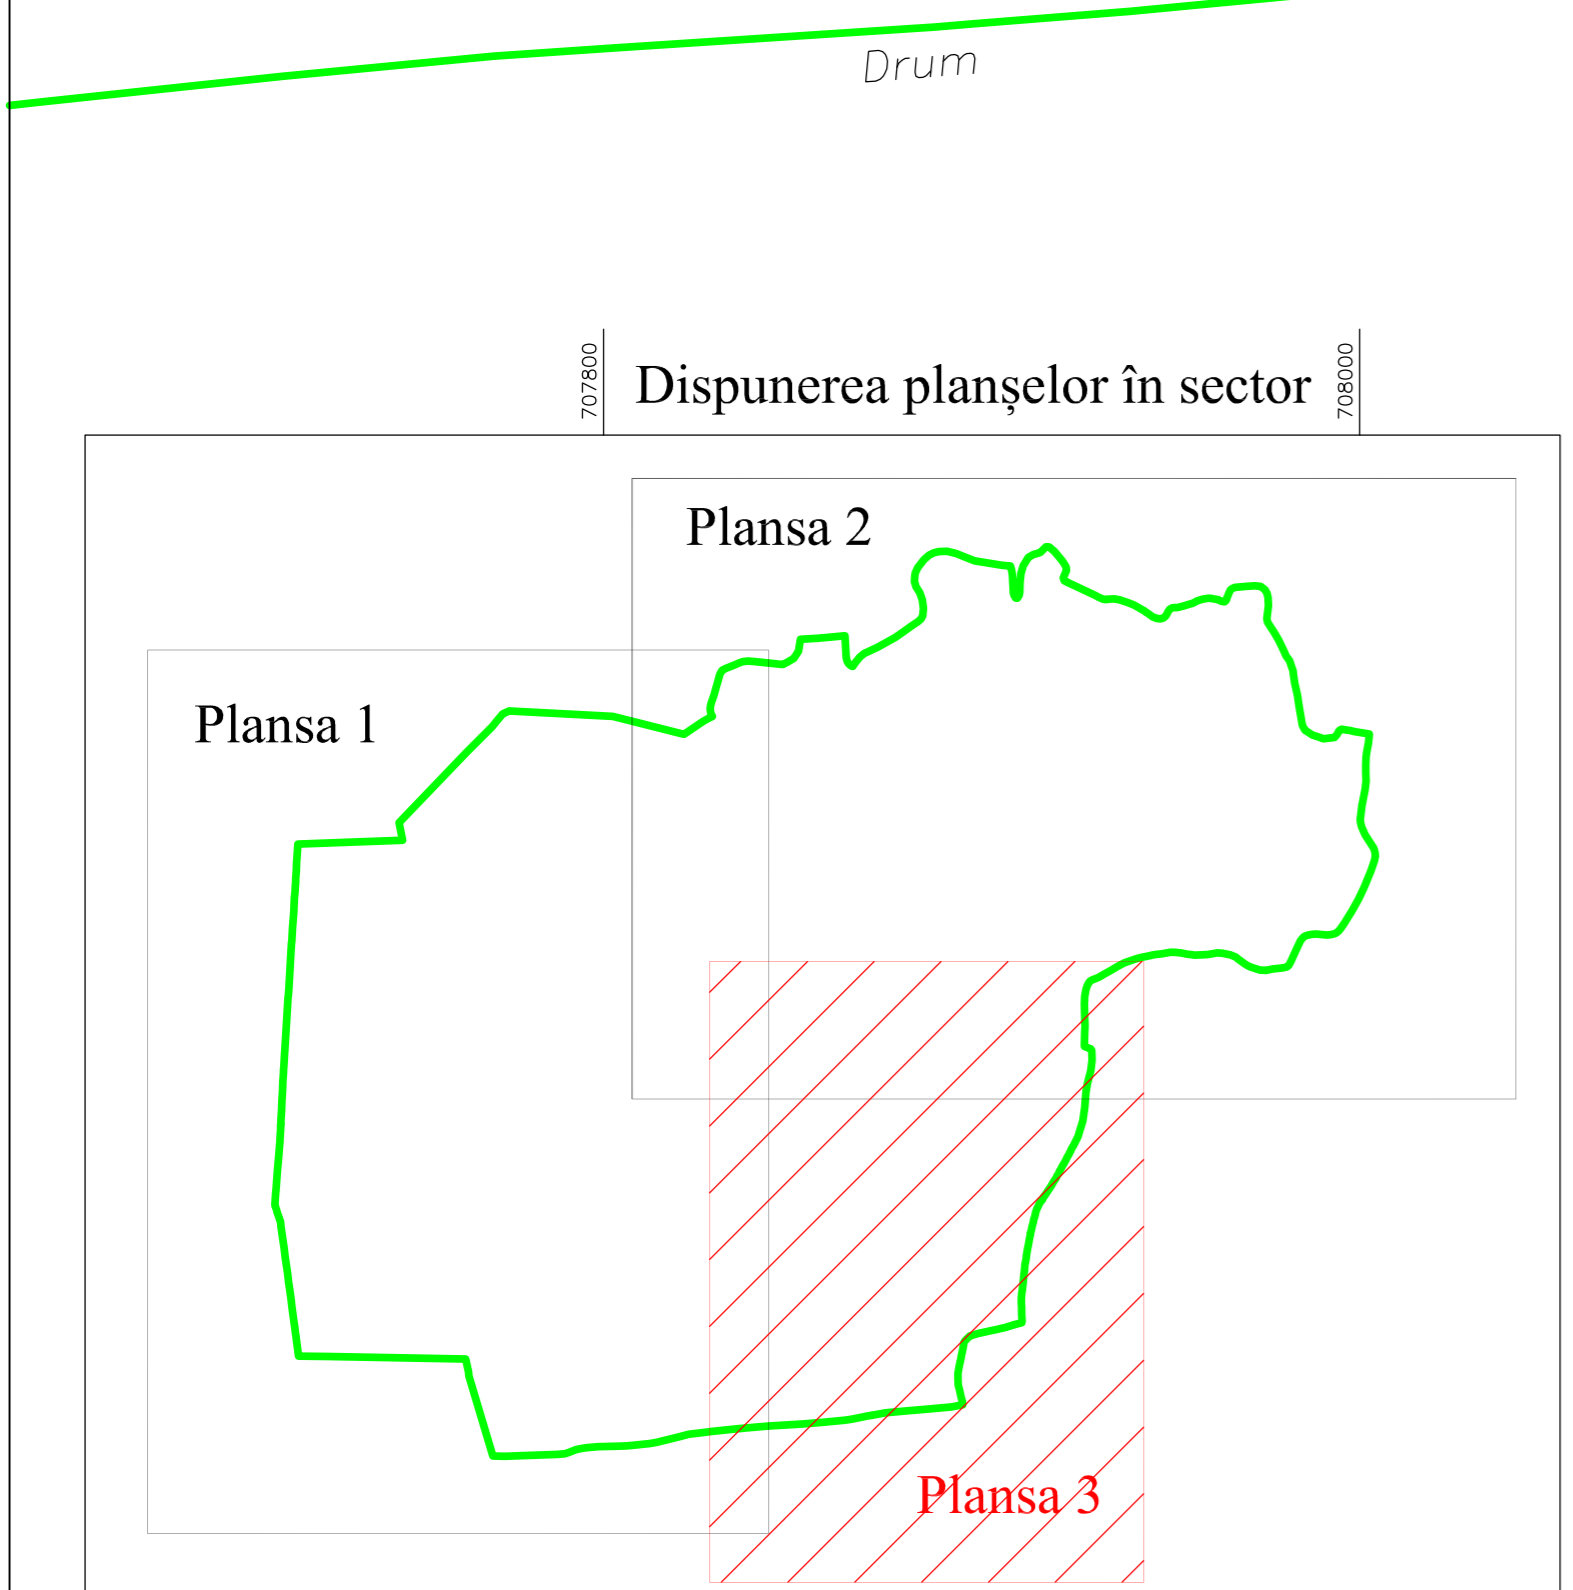 Drum
707800
Dispunerea planșelor în sector
708000
Plansa 2
Plansa 1
Plansa 3